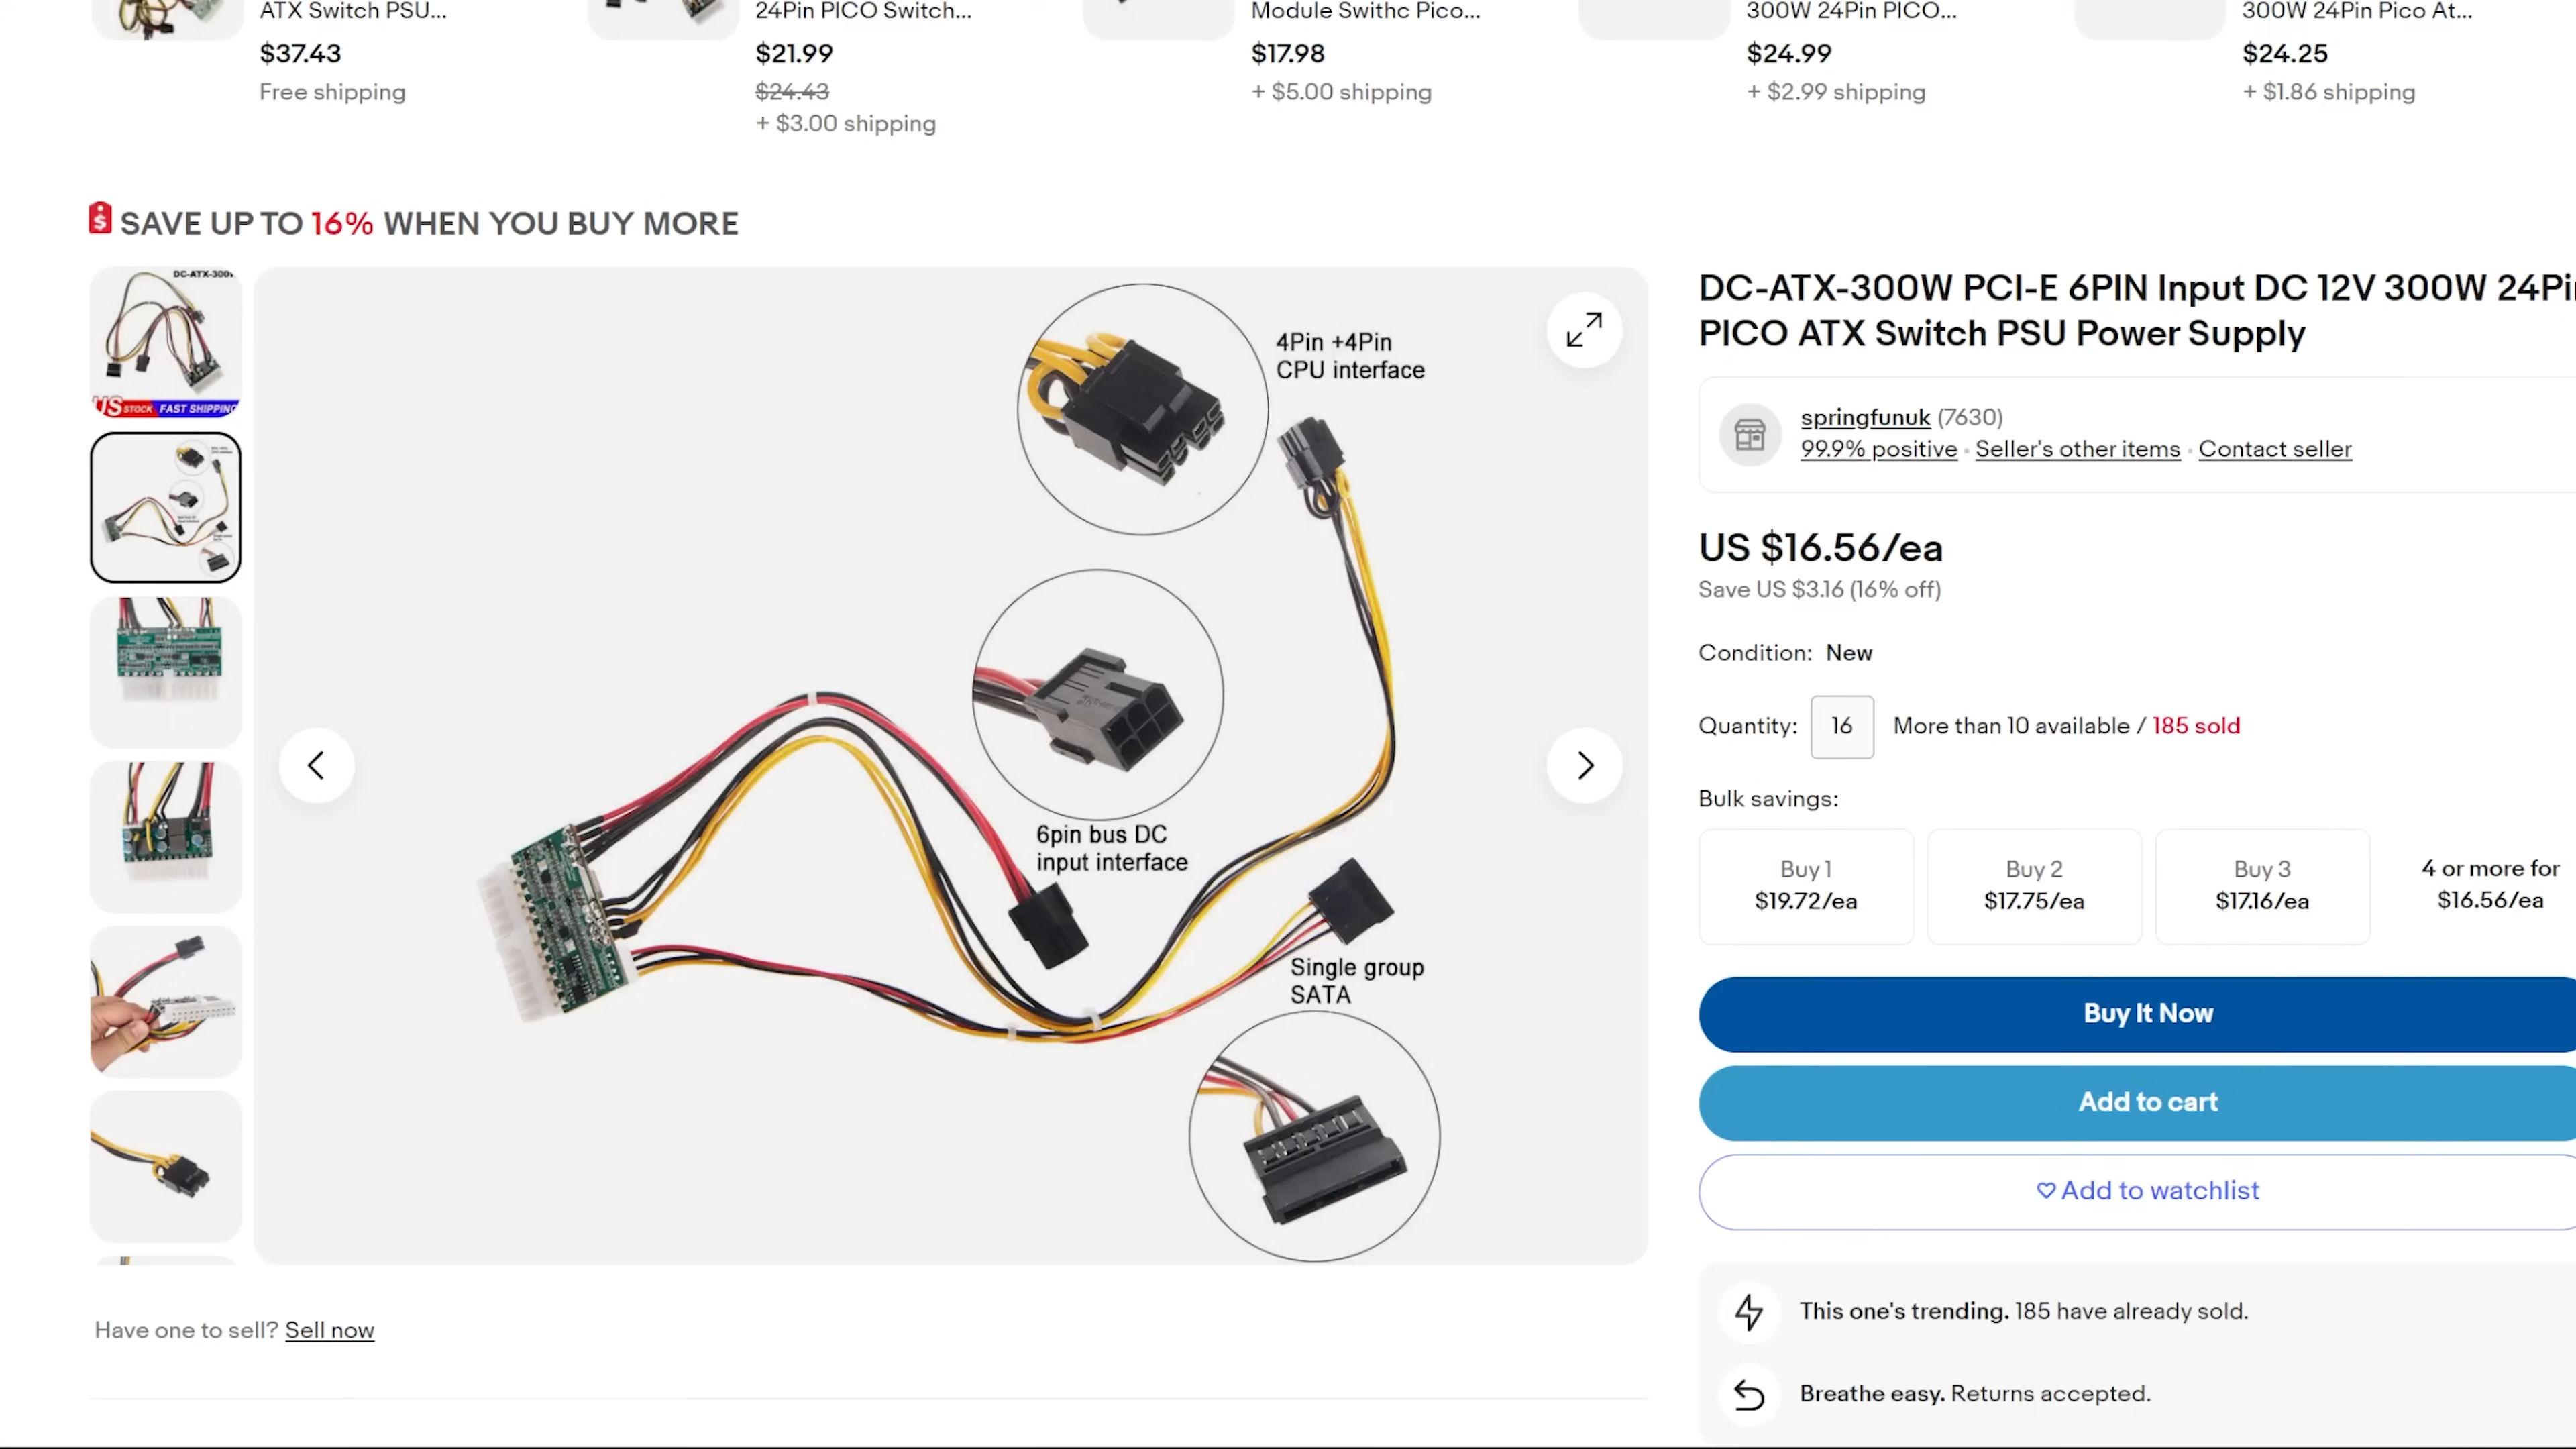 ATX Switch PSU...
$37.43
Free shipping
24Pin PICO Switch...
$21.99
$24.43
+ $3.00 shipping
Module Swithc Pico...
$17.98
+ $5.00 shipping
300W 24Pin PICO...
$24.99
+ $2.99 shipping
300W 24Pin Pico At...
$24.25
+ $1.86 shipping
SAVE UP TO 16% WHEN YOU BUY MORE
DC-ATX-300
US STOCK FAST SHIPPING
4Pin +4Pin
CPU interface
6pin bus DC
input interface
Single group
SATA
Have one to sell? Sell now
DC-ATX-300W PCI-E 6PIN Input DC 12V 300W 24Pi
PICO ATX Switch PSU Power Supply
springfunuk (7630)
99.9% positive · Seller's other items · Contact seller
US $16.56/ea
Save US $3.16 (16% off)
Condition: New
Quantity: 16 More than 10 available / 185 sold
Bulk savings:
Buy 1
$19.72/ea
Buy 2
$17.75/ea
Buy 3
$17.16/ea
4 or more for
$16.56/ea
Buy It Now
Add to cart
Add to watchlist
This one's trending. 185 have already sold.
Breathe easy. Returns accepted.